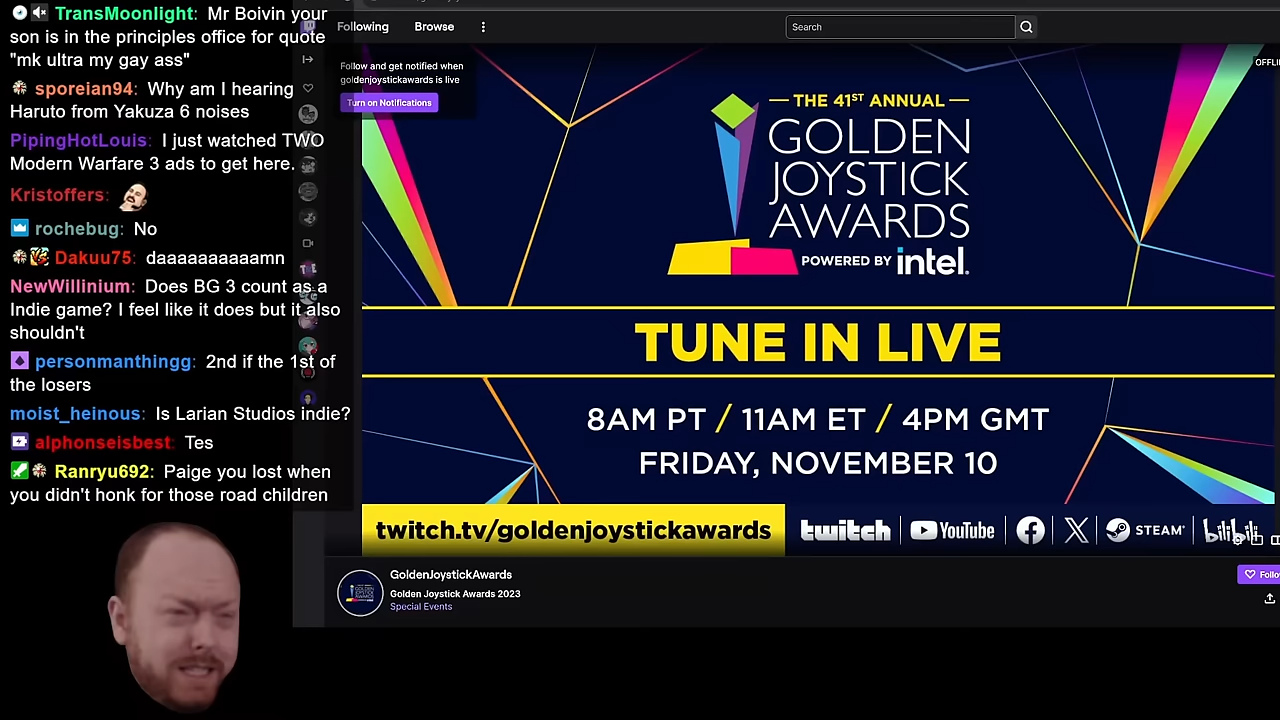 TransMoonlight: Mr Boivin your
son is in the principles office for quote
"mk ultra my gay ass"
sporeian94: Why am I hearing
Haruto from Yakuza 6 noises
PipingHotLouis: I just watched TWO
Modern Warfare 3 ads to get here.
Kristoffers:
rochebug: No
Dakuu75: daaaaaaaaaamn
NewWillinium: Does BG 3 count as a
Indie game? I feel like it does but it also
shouldn't
personmanthingg: 2nd if the 1st of
the losers
moist_heinous: Is Larian Studios indie?
alphonseisbest: Tes
Ranryu692: Paige you lost when
you didn't honk for those road children
Following
Browse
Search
Follow and get notified when
goldenjoystickawards is live
Turn on Notifications
OFFLI
THE 41ST ANNUAL
GOLDEN
JOYSTICK
AWARDS
POWERED BY intel.
TUNE IN LIVE
8AM PT / 11AM ET / 4PM GMT
FRIDAY, NOVEMBER 10
twitch.tv/goldenjoystickawards
twitch
YouTube
STEAM
bilibili
GoldenJoystickAwards
Golden Joystick Awards 2023
Special Events
Follo